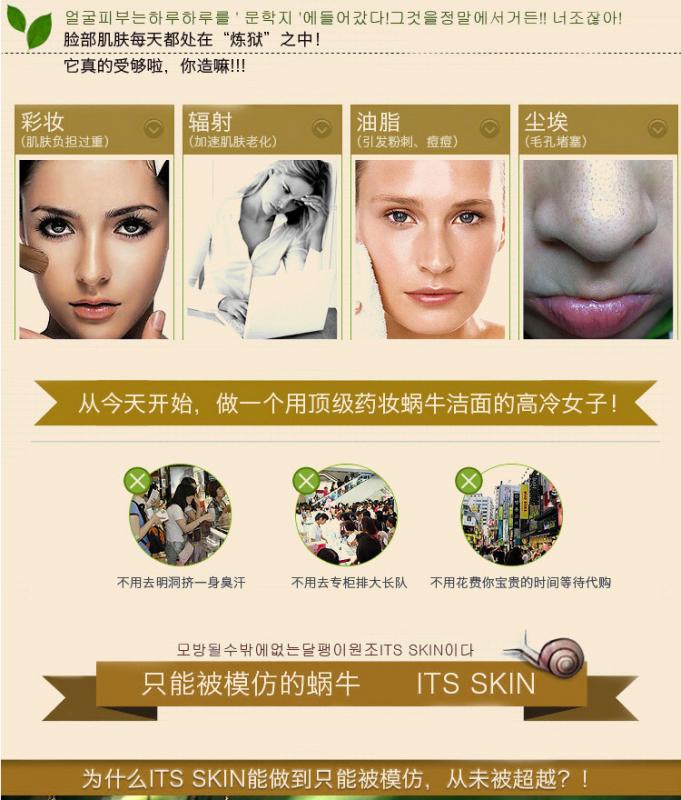 얼굴피부는하루하루를 ' 문학지 '에들어갔다!그것을정말에서거든!! 너조잖아!
脸部肌肤每天都处在“炼狱”之中！
它真的受够啦，你造嘛!!!
彩妆
（肌肤负担过重）
辐射
（加速肌肤老化）
油脂
（引发粉刺、痘痘）
尘埃
（毛孔堵塞）
从今天开始，做一个用顶级药妆蜗牛洁面的高冷女子！
不用去明洞挤一身臭汗
不用去专柜排大长队
不用花费你宝贵的时间等待代购
모방될수밖에없는달팽이원조ITS SKIN이다
只能被模仿的蜗牛 ITS SKIN
为什么ITS SKIN能做到只能被模仿，从未被超越？！